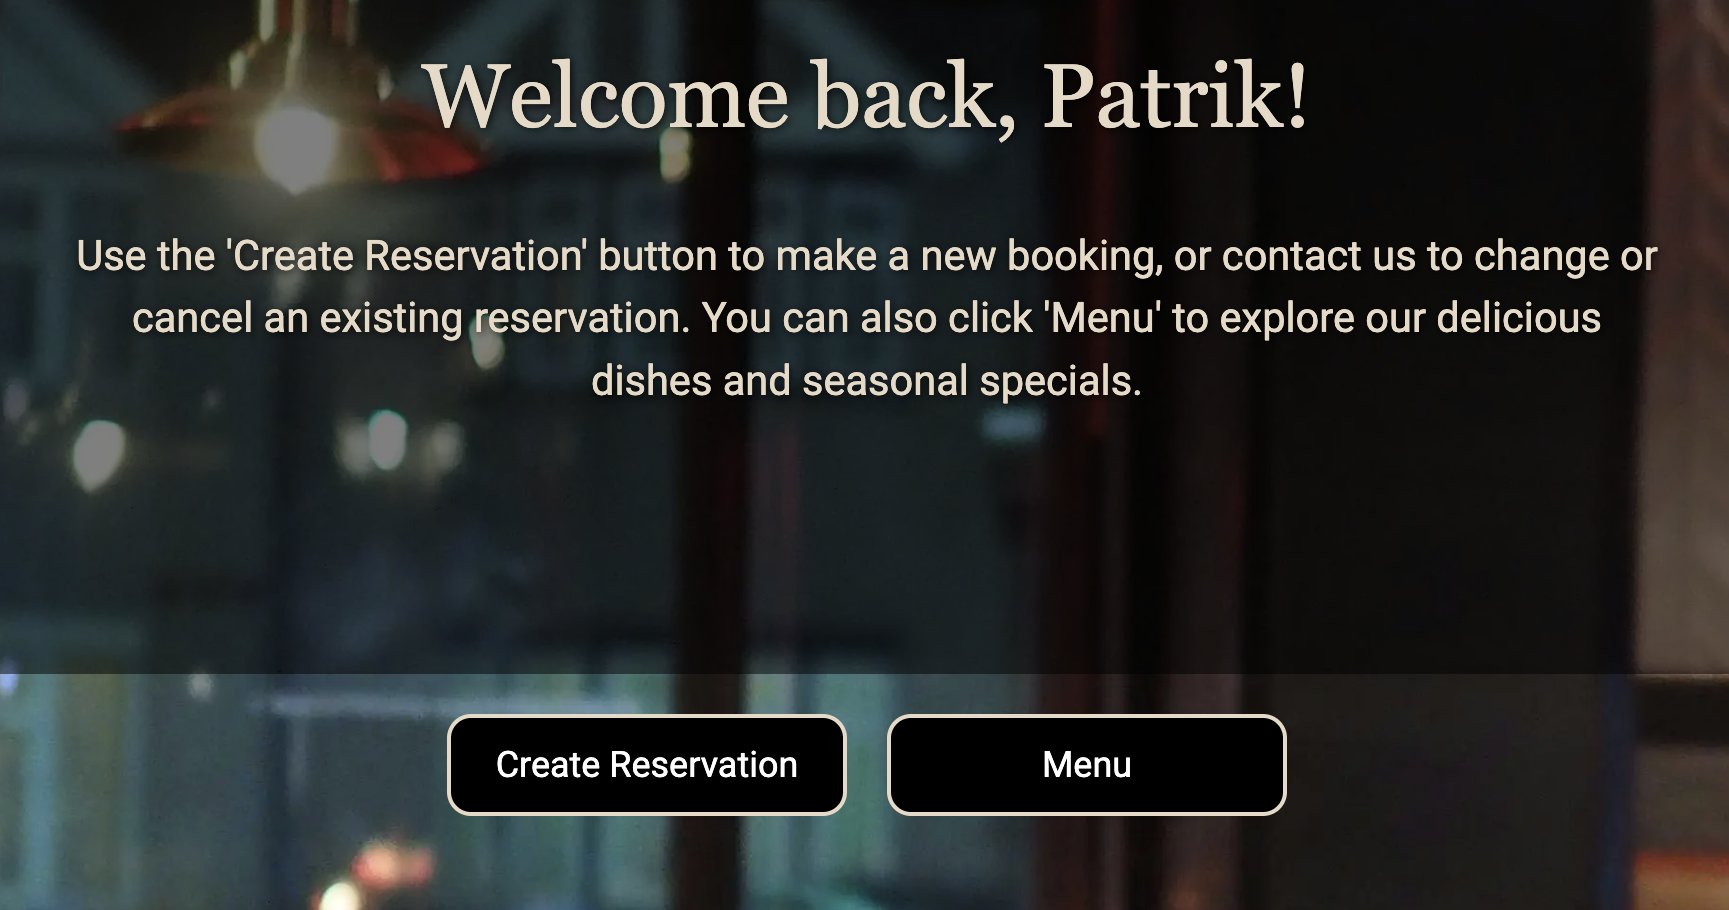 Welcome back, Patrik!
Use the 'Create Reservation' button to make a new booking, or contact us to change or
cancel an existing reservation. You can also click 'Menu' to explore our delicious
dishes and seasonal specials.
Create Reservation
Menu